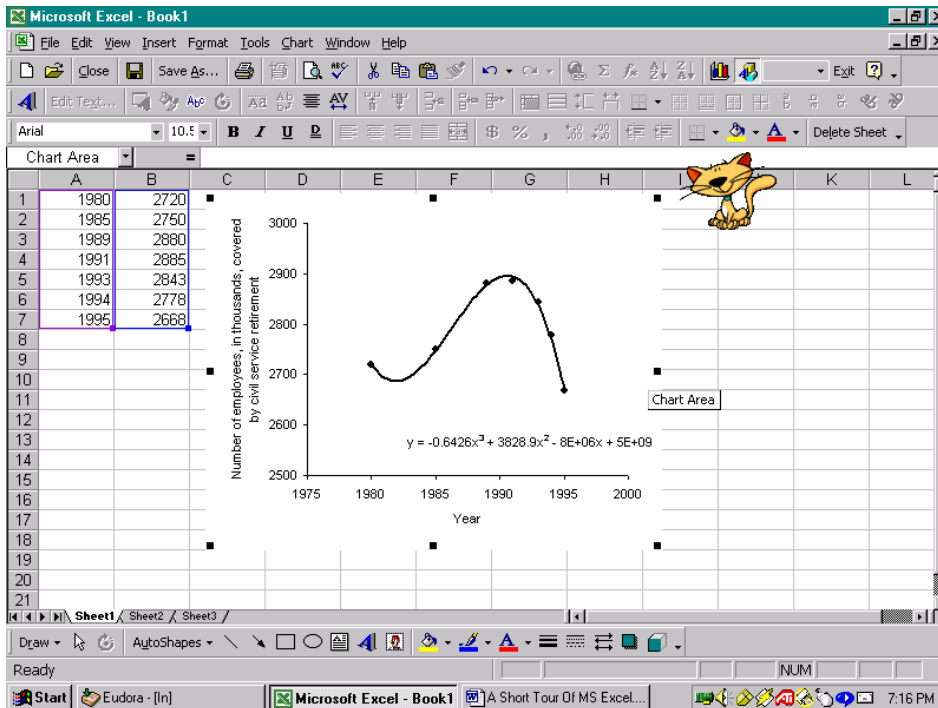 Microsoft Excel - Book1
File Edit View Insert Format Tools Chart Window Help
Close Save As... ABC Exit
Edit Text... Abc Aa AV
Arial 10.5 B I U D $ % , Delete Sheet
Chart Area =
A B C D E F G H I K L
1 1980 2720
2 1985 2750
3 1989 2880
4 1991 2885
5 1993 2843
6 1994 2778
7 1995 2668
8
9
10
11
12
13
14
15
16
17
18
19
20
21
Number of employees, in thousands, covered
by civil service retirement
3000
2900
2800
2700
2600
2500
y = -0.6426x³ + 3828.9x² - 8E+06x + 5E+09
1975 1980 1985 1990 1995 2000
Year
Chart Area
Sheet1 Sheet2 Sheet3
Draw AutoShapes A
Ready NUM
Start Eudora - [In] Microsoft Excel - Book1 A Short Tour Of MS Excel.... 7:16 PM